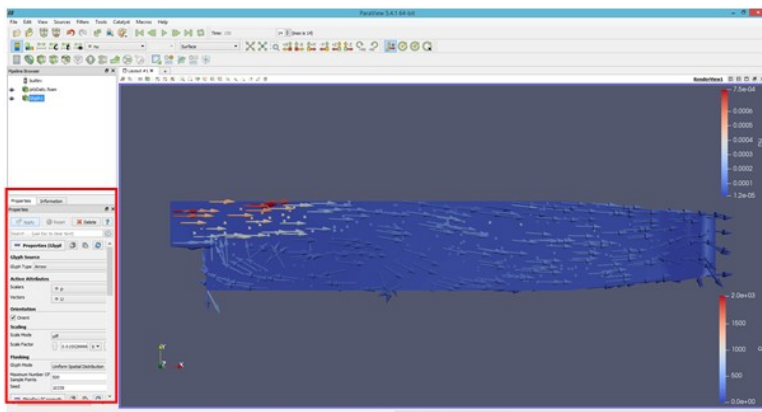 ParaView 5.4.1 64-bit
File Edit View Sources Filters Tools Catalyst Macros Help
Time:
Surface
Pipeline Browser
Layout #1
builtin:
RenderView1
Glyph1
7.5e-04
0.0006
0.0005
0.0004
0.0003
0.0002
0.0001
1.2e-05
Properties Information
Properties
Apply Reset Delete ?
Properties (Glyph
Glyph Source
Glyph Type Arrow
Active Attributes
Scalars p
Vectors U
Orientation
Orient
Scaling
Scale Mode off
Scale Factor
Masking
Glyph Mode Uniform Spatial Distribution
Maximum Number Of
Sample Points 500
Seed
2.0e+03
1500
1000
500
0.0e+00
Y
X